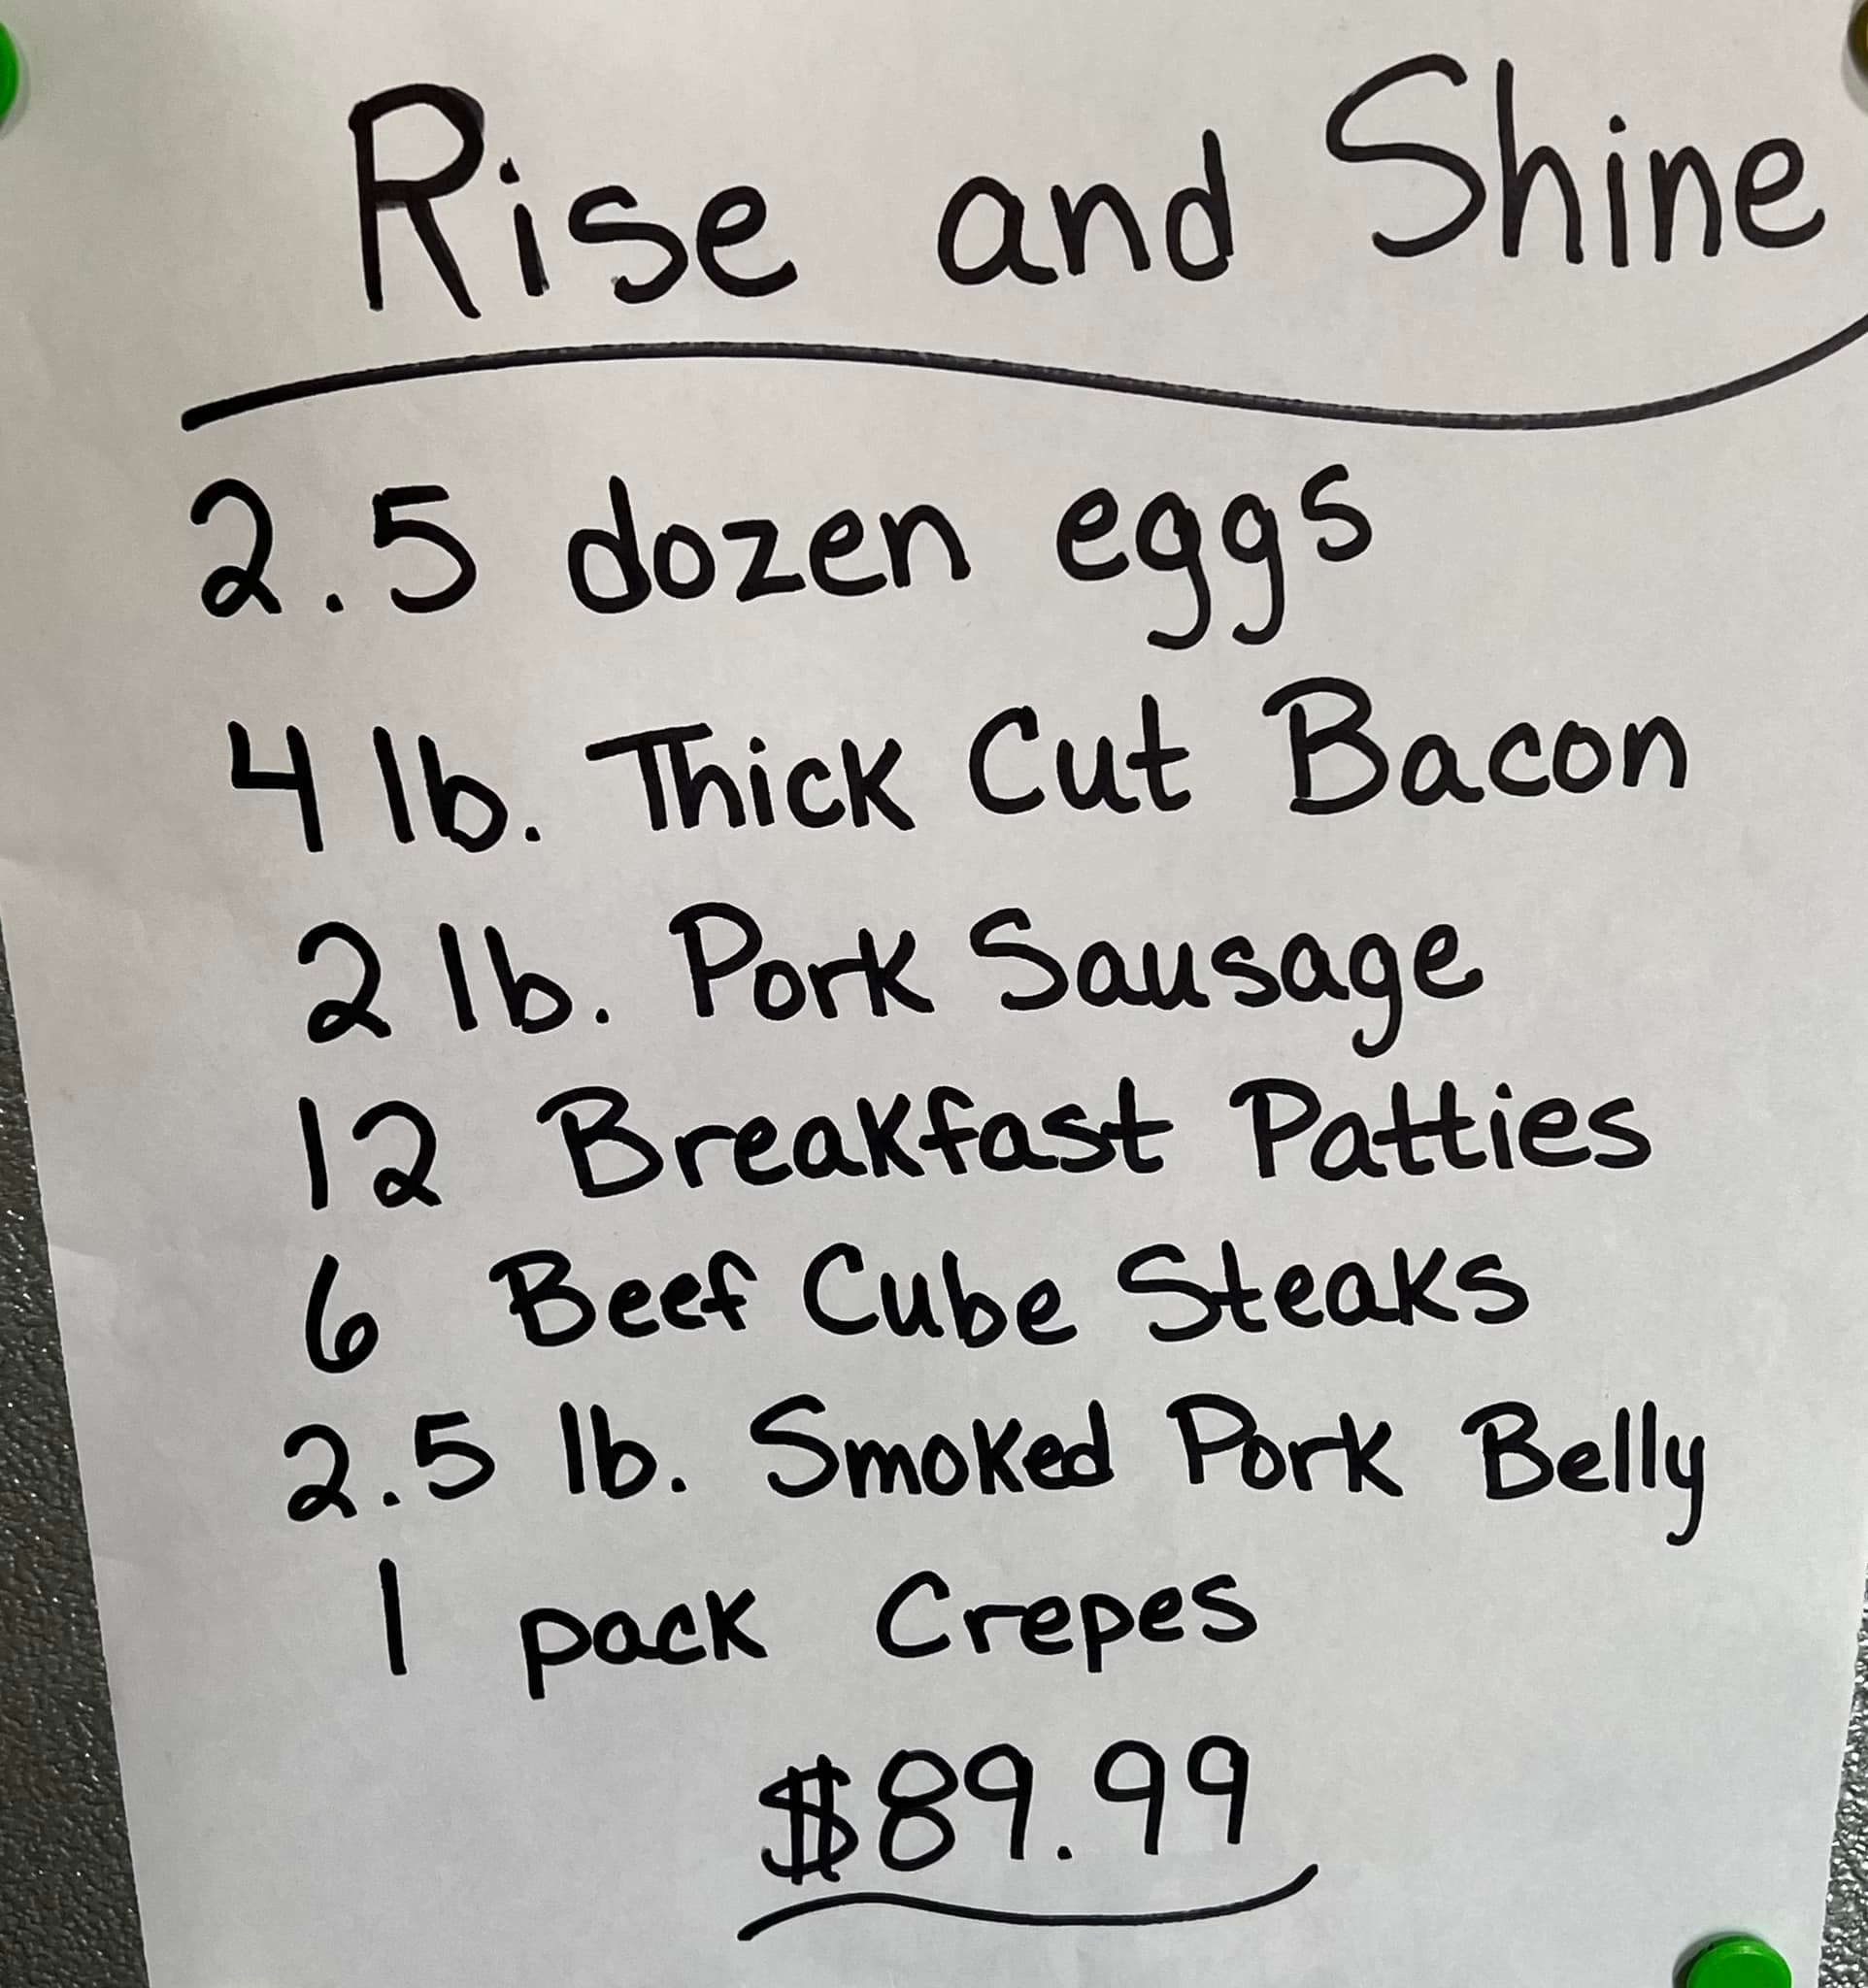 Rise and Shine
2.5 dozen eggs
4 lb. Thick Cut Bacon
2 lb. Pork Sausage
12 Breakfast Patties
6 Beef Cube Steaks
2.5 lb. Smoked Pork Belly
1 pack Crepes
$89.99